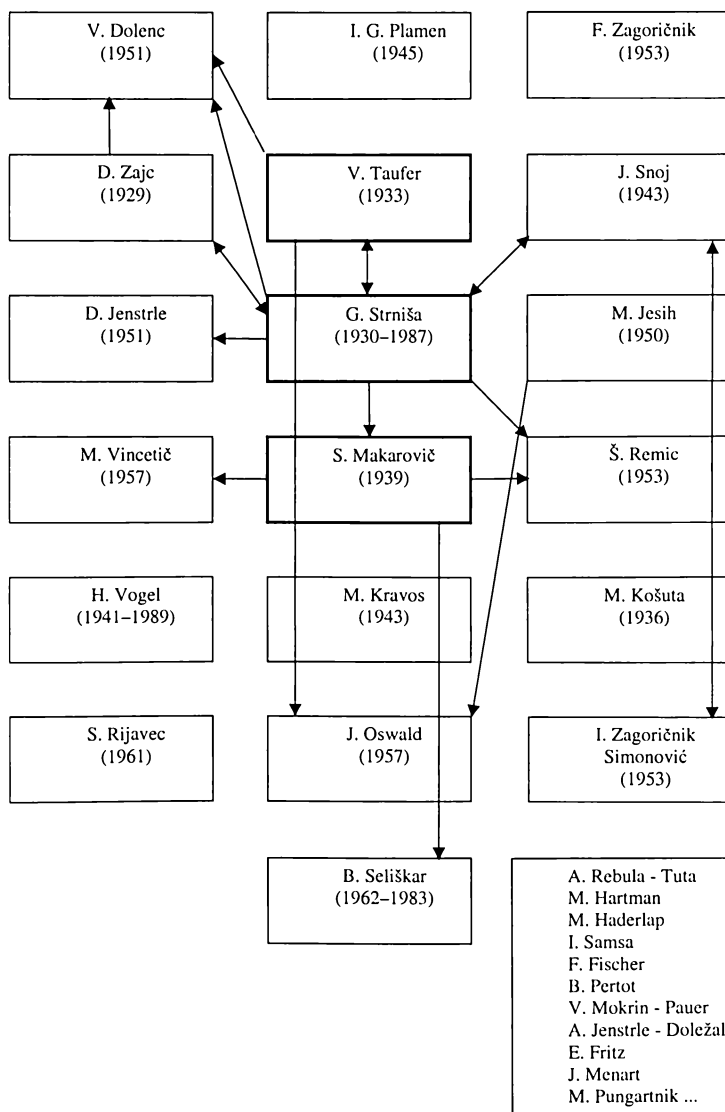 V. Dolenc
(1951)
I. G. Plamen
(1945)
F. Zagoričnik
(1953)
D. Zajc
(1929)
V. Taufer
(1933)
J. Snoj
(1943)
D. Jenstrle
(1951)
G. Strniša
(1930–1987)
M. Jesih
(1950)
M. Vincetič
(1957)
S. Makarovič
(1939)
Š. Remic
(1953)
H. Vogel
(1941–1989)
M. Kravos
(1943)
M. Košuta
(1936)
S. Rijavec
(1961)
J. Oswald
(1957)
I. Zagoričnik
Simonović
(1953)
B. Seliškar
(1962–1983)
A. Rebula - Tuta
M. Hartman
M. Haderlap
I. Samsa
F. Fischer
B. Pertot
V. Mokrin - Pauer
A. Jenstrle - Doležal
E. Fritz
J. Menart
M. Pungartnik ...